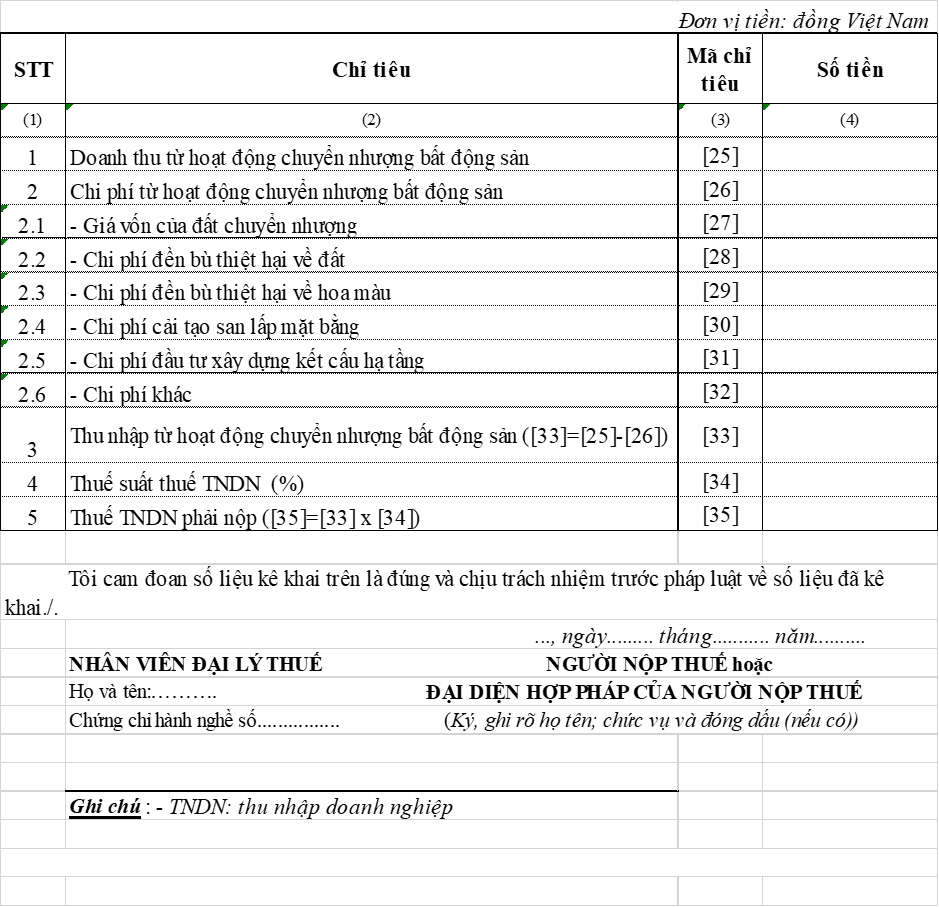 Đơn vị tiền: đồng Việt Nam
STT Chỉ tiêu Mã chỉ tiêu Số tiền
(1) (2) (3) (4)
1 Doanh thu từ hoạt động chuyển nhượng bất động sản [25]
2 Chi phí từ hoạt động chuyển nhượng bất động sản [26]
2.1 - Giá vốn của đất chuyển nhượng [27]
2.2 - Chi phí đền bù thiệt hại về đất [28]
2.3 - Chi phí đền bù thiệt hại về hoa màu [29]
2.4 - Chi phí cải tạo san lấp mặt bằng [30]
2.5 - Chi phí đầu tư xây dựng kết cấu hạ tầng [31]
2.6 - Chi phí khác [32]
3 Thu nhập từ hoạt động chuyển nhượng bất động sản ([33]=[25]-[26]) [33]
4 Thuế suất thuế TNDN (%) [34]
5 Thuế TNDN phải nộp ([35]=[33] x [34]) [35]
Tôi cam đoan số liệu kê khai trên là đúng và chịu trách nhiệm trước pháp luật về số liệu đã kê
khai./.
..., ngày......... tháng........... năm..........
NHÂN VIÊN ĐẠI LÝ THUẾ NGƯỜI NỘP THUẾ hoặc
Họ và tên:………. ĐẠI DIỆN HỢP PHÁP CỦA NGƯỜI NỘP THUẾ
Chứng chỉ hành nghề số................ (Ký, ghi rõ họ tên; chức vụ và đóng dấu (nếu có))
Ghi chú : - TNDN: thu nhập doanh nghiệp